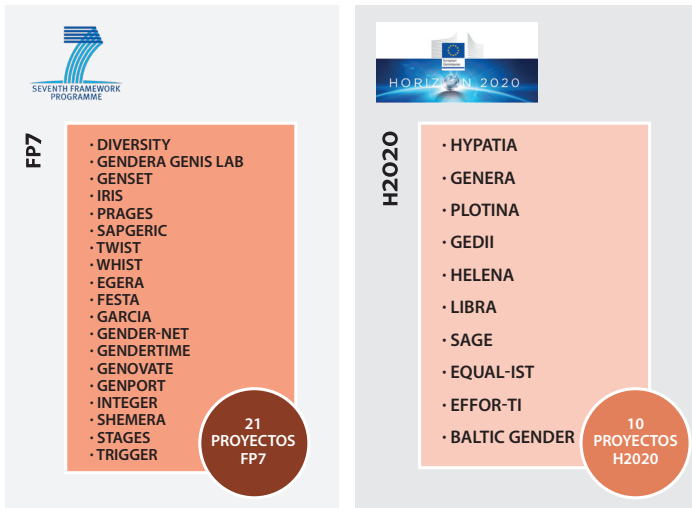 SEVENTH FRAMEWORK
PROGRAMME
FP7
· DIVERSITY
· GENDERA GENIS LAB
· GENSET
· IRIS
· PRAGES
· SAPGERIC
· TWIST
· WHIST
· EGERA
· FESTA
· GARCIA
· GENDER-NET
· GENDERTIME
· GENOVATE
· GENPORT
· INTEGER
· SHEMERA
· STAGES
· TRIGGER
21
PROYECTOS
FP7
European
Commission
HORIZON 2020
H2020
· HYPATIA
· GENERA
· PLOTINA
· GEDII
· HELENA
· LIBRA
· SAGE
· EQUAL-IST
· EFFOR-TI
· BALTIC GENDER
10
PROYECTOS
H2020